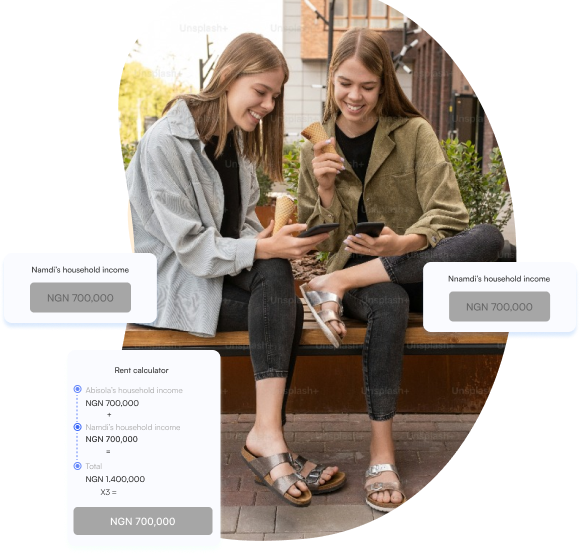 Unsplash+
Namdi's household income
NGN 700,000
Nnamdi's household income
NGN 700,000
Rent calculator
Abisola's household income
NGN 700,000
+
Namdi's household income
NGN 700,000
=
Total
NGN 1.400,000
X3 =
NGN 700,000